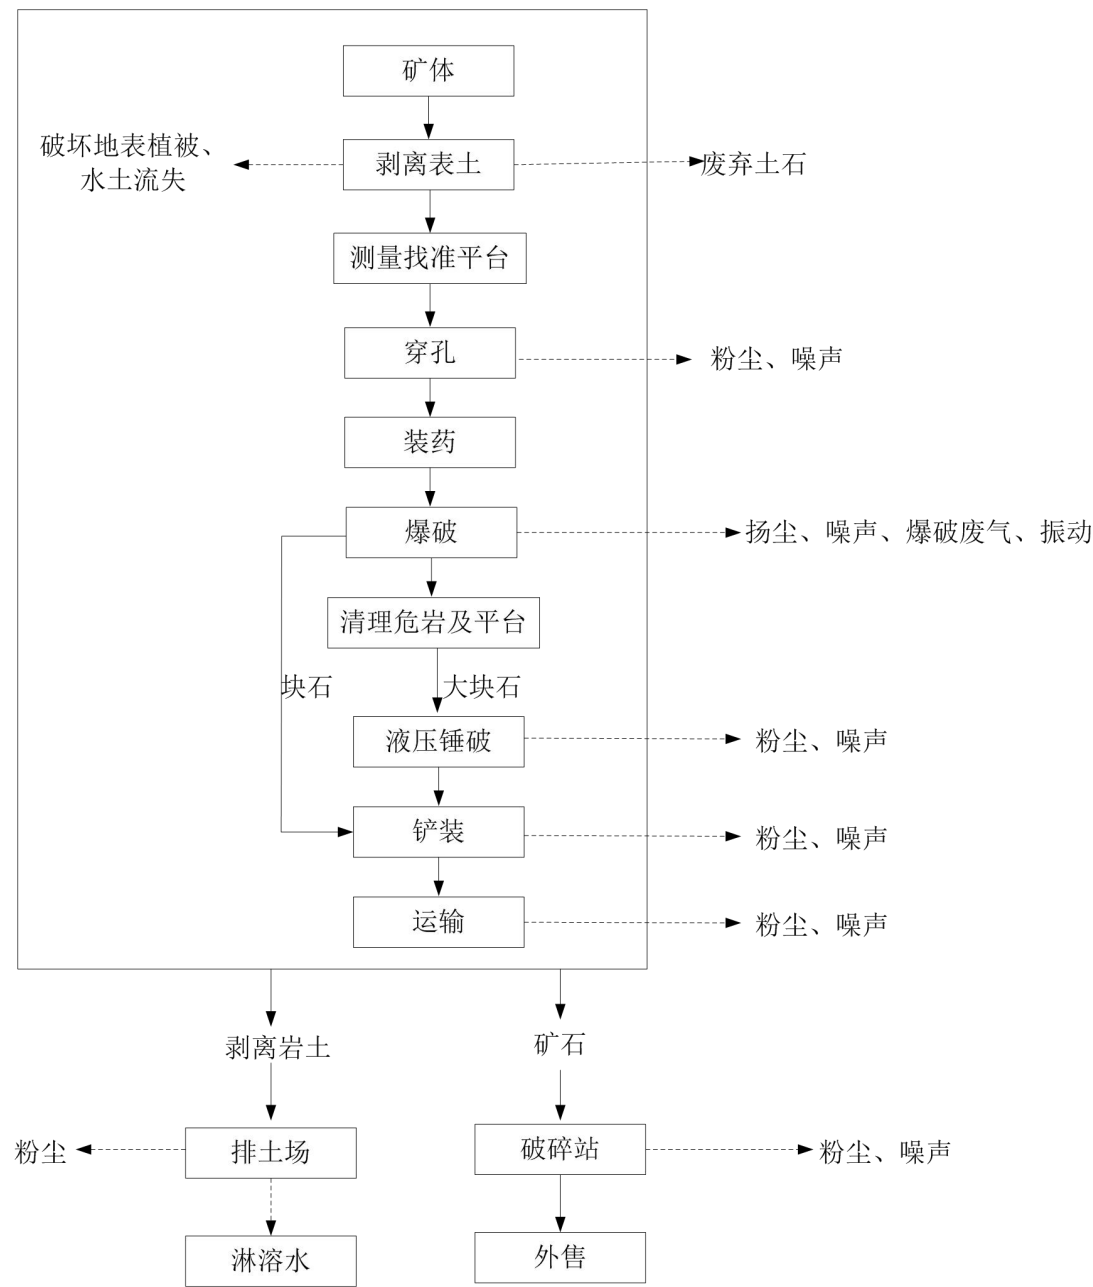 矿体
破坏地表植被、
水土流失
剥离表土
废弃土石
测量找准平台
穿孔
粉尘、噪声
装药
爆破
扬尘、噪声、爆破废气、振动
清理危岩及平台
块石
大块石
液压锤破
粉尘、噪声
铲装
粉尘、噪声
运输
粉尘、噪声
剥离岩土
矿石
粉尘
排土场
破碎站
粉尘、噪声
淋溶水
外售